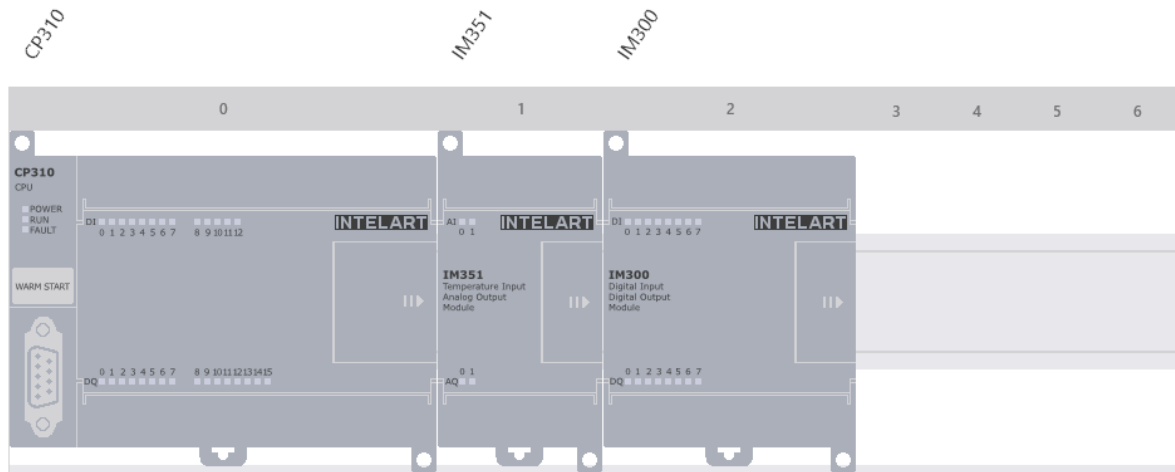 CP310
IM351
IM300
0 1 2 3 4 5 6
CP310
CPU
POWER
RUN
FAULT
WARM START
DI
0 1 2 3 4 5 6 7 8 9 10 11 12
INTELART
DQ
0 1 2 3 4 5 6 7 8 9 10 11 12 13 14 15
AI
0 1
INTELART
IM351
Temperature Input
Analog Output
Module
0 1
AQ
DI
0 1 2 3 4 5 6 7
INTELART
IM300
Digital Input
Digital Output
Module
0 1 2 3 4 5 6 7
DQ